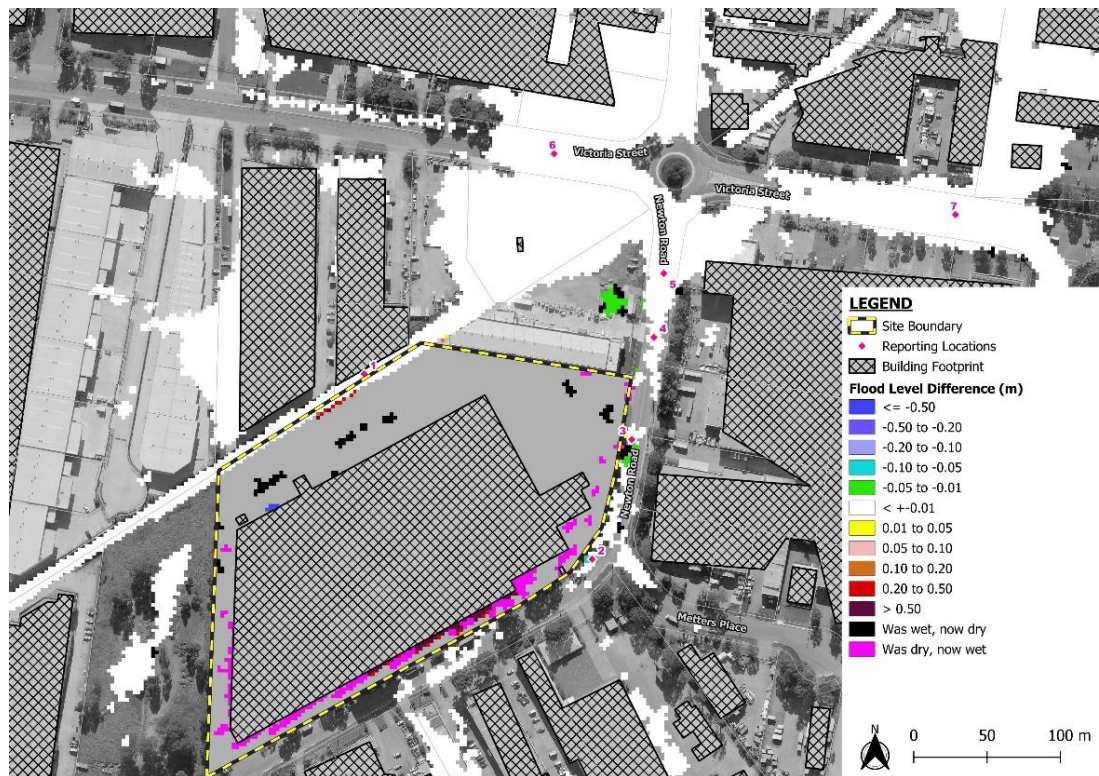 6
Victoria Street
Victoria Street
7
Newton Road
5
4
1
3
Newton Road
2
Metters Place
LEGEND
Site Boundary
Reporting Locations
Building Footprint
Flood Level Difference (m)
<= -0.50
-0.50 to -0.20
-0.20 to -0.10
-0.10 to -0.05
-0.05 to -0.01
< +-0.01
0.01 to 0.05
0.05 to 0.10
0.10 to 0.20
0.20 to 0.50
> 0.50
Was wet, now dry
Was dry, now wet
N
0 50 100 m